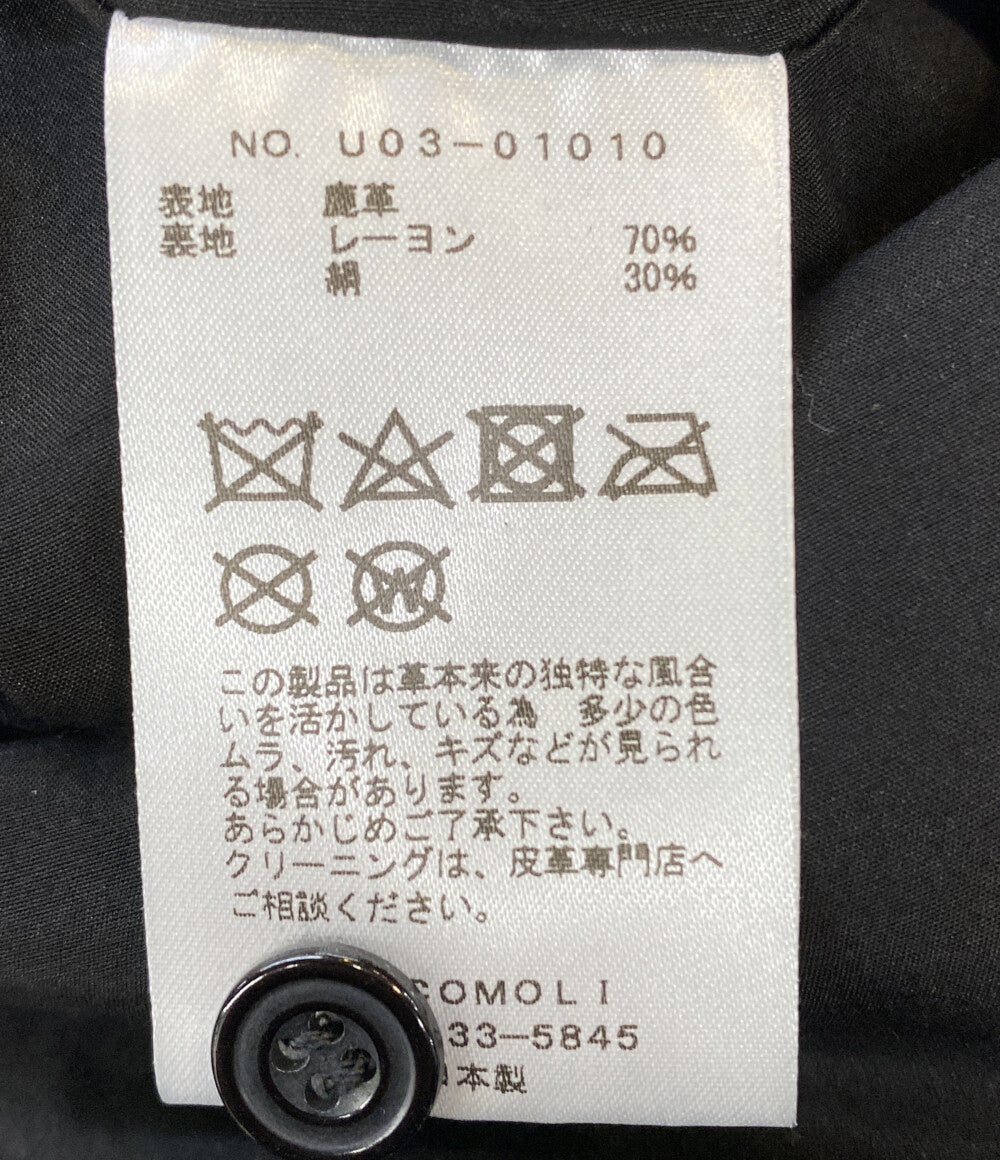 NO. U03-01010
表地 鹿革
裏地 レーヨン 70%
絹 30%
W
この製品は革本来の独特な風合
いを活かしている為 多少の色
ムラ、汚れ、キズなどが見られ
る場合があります。
あらかじめご了承下さい。
クリーニングは、皮革専門店へ
ご相談ください。
COMOLI
33-5845
日本製